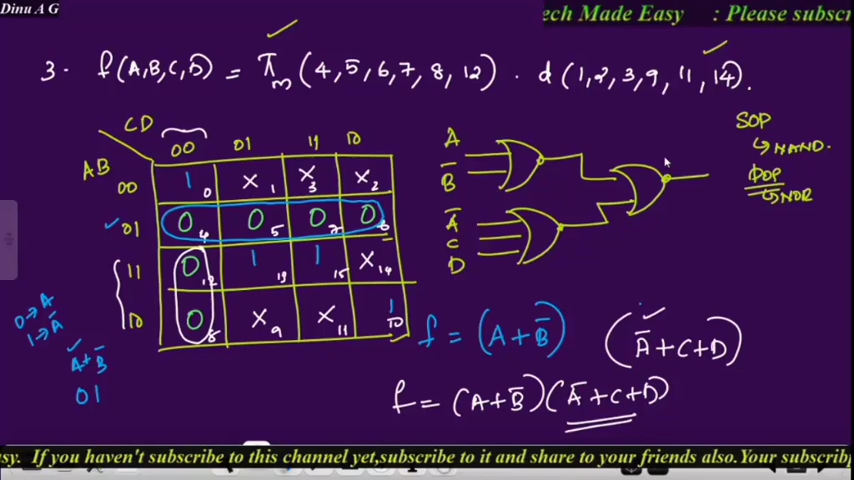 Dinu A G
ech Made Easy : Please subscr
3. f(A,B,C,D) = πm (4,5,6,7,8,12) . d(1,2,3,9,11,14).
CD
AB 00 01 11 10
00 1 0 X 1 X 3 X 2
01 0 4 0 5 0 7 0 6
11 0 12 1 13 1 15 X 14
10 0 8 X 9 X 11 1 10
A
B̅
A̅
C
D
SOP
↳ NAND.
POP
↳ NOR
0→A
1→A̅
A+B̅
01
f = (A+B̅) (A̅+C+D)
f = (A+B̅)(A̅+C+D)
sy. If you haven't subscribe to this channel yet,subscribe to it and share to your friends also.Your subscrib